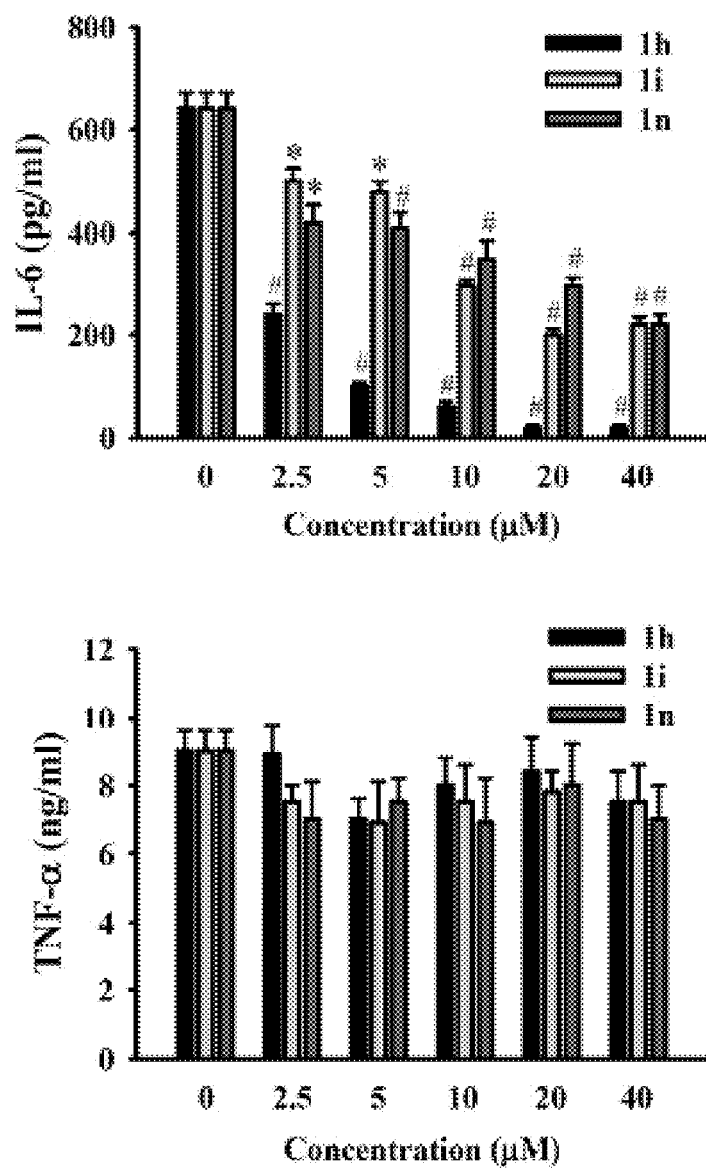 800
600
400
200
0
IL-6 (pg/ml)
1h
1i
1n
* * * #
# # # # # # # #
# # # #
0 2.5 5 10 20 40
Concentration (μM)
12
10
8
6
4
2
0
TNF-α (ng/ml)
1h
1i
1n
0 2.5 5 10 20 40
Concentration (μM)